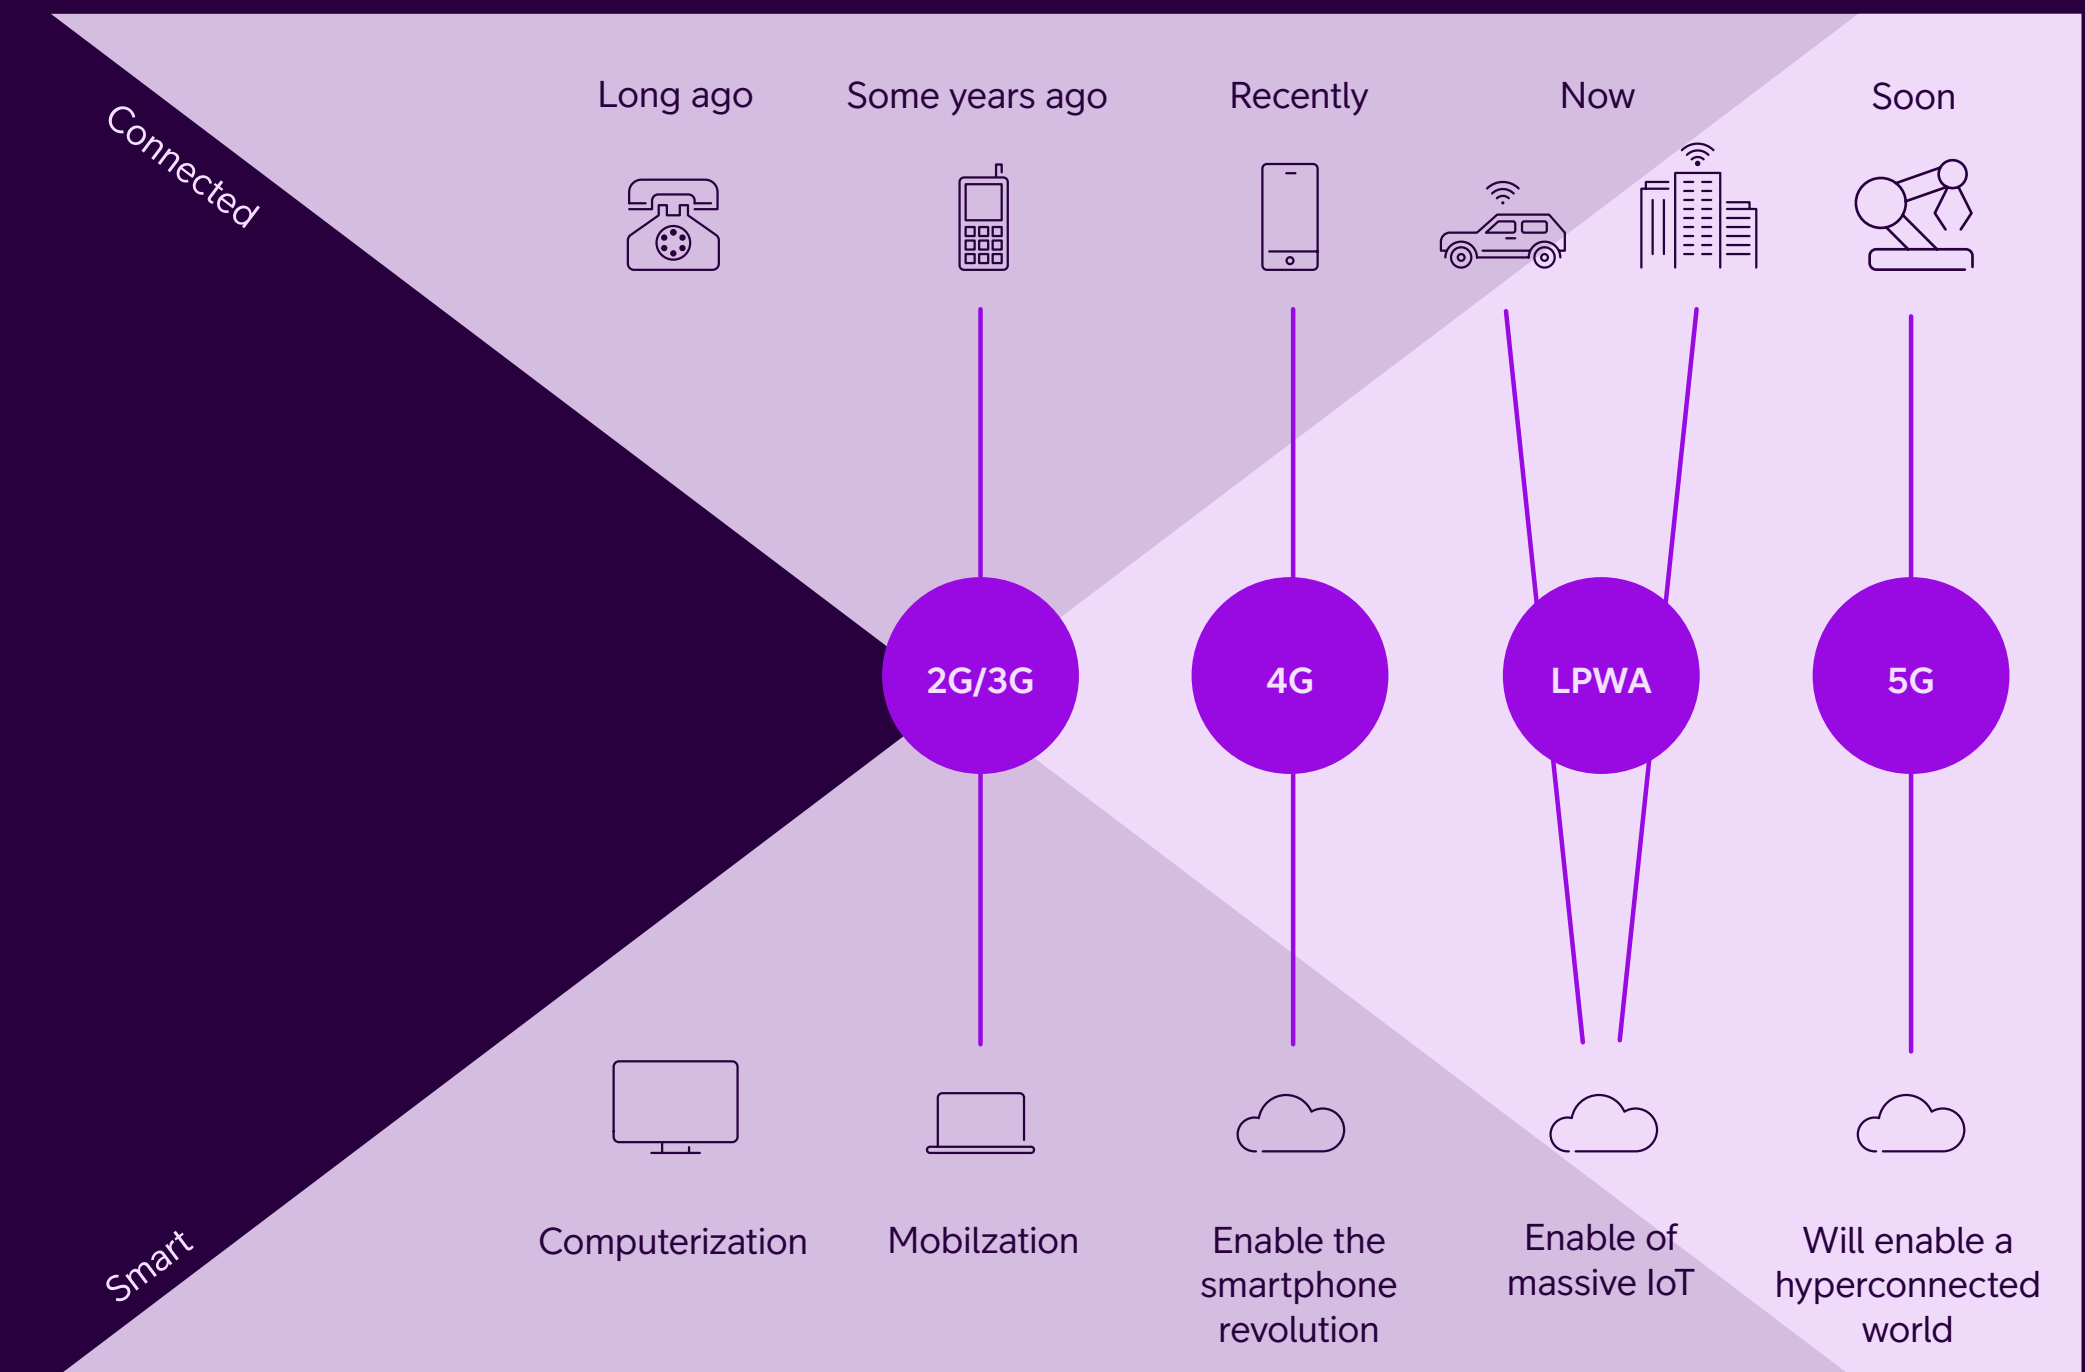 Connected
Long ago
Some years ago
Recently
Now
Soon
2G/3G
4G
LPWA
5G
Smart
Computerization
Mobilzation
Enable the
smartphone
revolution
Enable of
massive IoT
Will enable a
hyperconnected
world